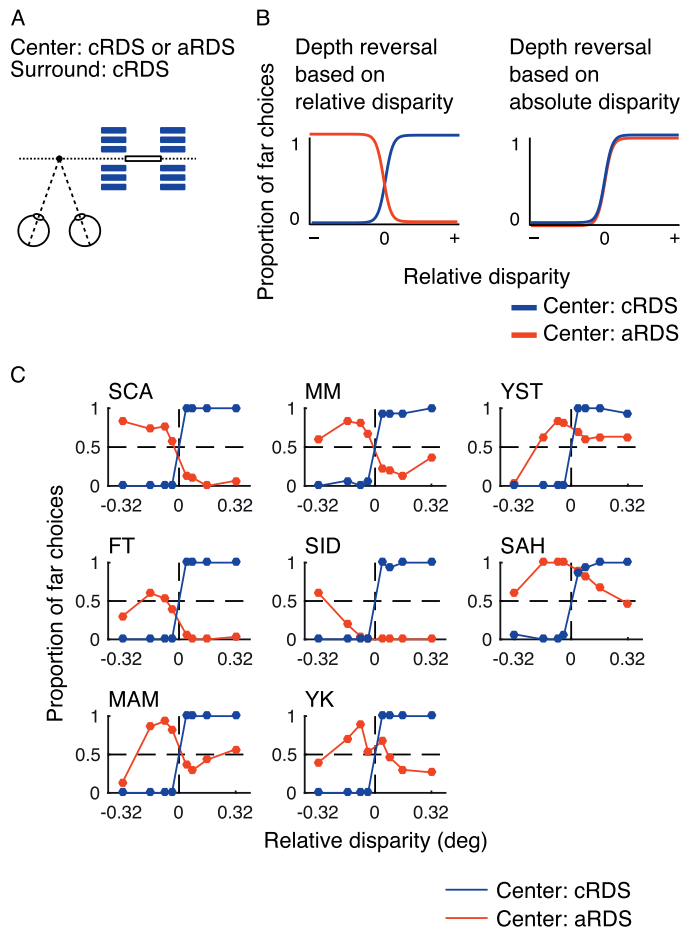 A
Center: cRDS or aRDS
Surround: cRDS
B
Depth reversal
based on
relative disparity
Depth reversal
based on
absolute disparity
Proportion of far choices
1
0
−
0
+
1
0
−
0
+
Relative disparity
Center: cRDS
Center: aRDS
C
SCA
1
0.5
0
-0.32
0
0.32
MM
1
0.5
0
-0.32
0
0.32
YST
1
0.5
0
-0.32
0
0.32
FT
1
0.5
0
-0.32
0
0.32
SID
1
0.5
0
-0.32
0
0.32
SAH
1
0.5
0
-0.32
0
0.32
MAM
1
0.5
0
-0.32
0
0.32
YK
1
0.5
0
-0.32
0
0.32
Proportion of far choices
Relative disparity (deg)
Center: cRDS
Center: aRDS